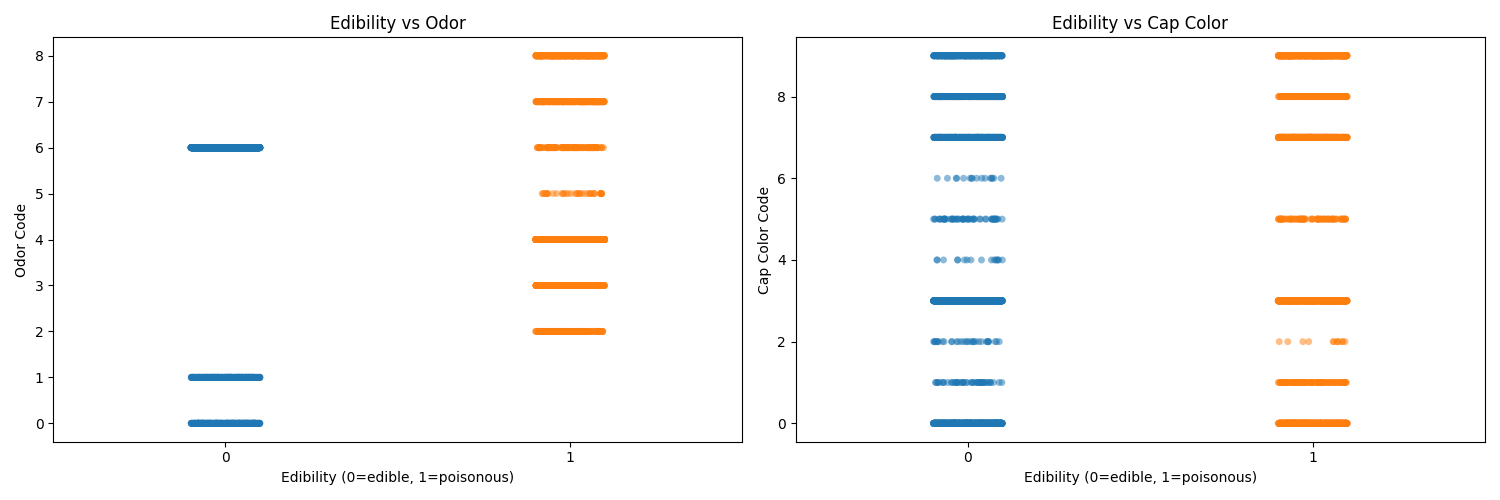 Edibility vs Odor
8
7
6
5
4
3
2
1
0
Odor Code
0 1
Edibility (0=edible, 1=poisonous)
Edibility vs Cap Color
8
6
4
2
0
Cap Color Code
0 1
Edibility (0=edible, 1=poisonous)